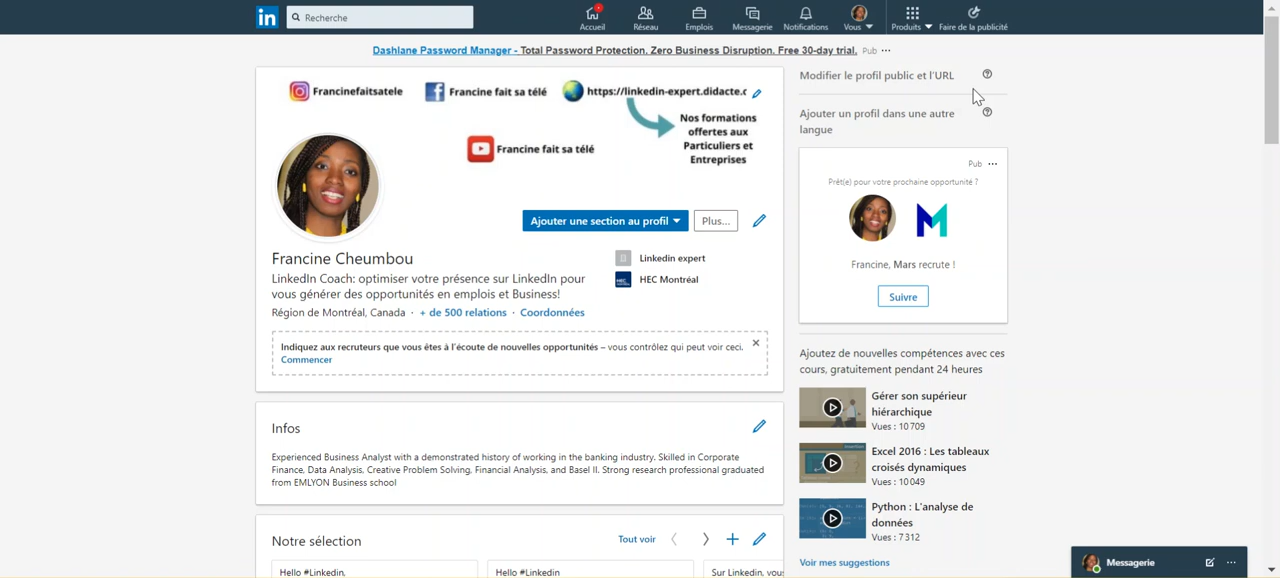 in
Recherche
Accueil
Réseau
Emplois
Messagerie
Notifications
Vous
Produits
Faire de la publicité
Dashlane Password Manager - Total Password Protection. Zero Business Disruption. Free 30-day trial. Pub ...
Francinefaitsatele
Francine fait sa télé
https://linkedin-expert.didacte.c
Nos formations
offertes aux
Particuliers et
Entreprises
Francine fait sa télé
Ajouter une section au profil
Plus...
Francine Cheumbou
LinkedIn Coach: optimiser votre présence sur LinkedIn pour
vous générer des opportunités en emplois et Business!
Région de Montréal, Canada · + de 500 relations · Coordonnées
Linkedin expert
HEC
HEC Montréal
Indiquez aux recruteurs que vous êtes à l'écoute de nouvelles opportunités – vous contrôlez qui peut voir ceci.
Commencer
Infos
Experienced Business Analyst with a demonstrated history of working in the banking industry. Skilled in Corporate
Finance, Data Analysis, Creative Problem Solving, Financial Analysis, and Basel II. Strong research professional graduated
from EMLYON Business school
Notre sélection
Tout voir
Hello #Linkedin,
Hello #Linkedin
Sur Linkedin, vous
Modifier le profil public et l'URL
Ajouter un profil dans une autre
langue
Pub ...
Prêt(e) pour votre prochaine opportunité ?
M
Francine, Mars recrute !
Suivre
Ajoutez de nouvelles compétences avec ces
cours, gratuitement pendant 24 heures
Gérer son supérieur
hiérarchique
Vues : 10 709
Excel 2016 : Les tableaux
croisés dynamiques
Vues : 10 049
Python : L'analyse de
données
Vues : 7 312
Voir mes suggestions
Messagerie